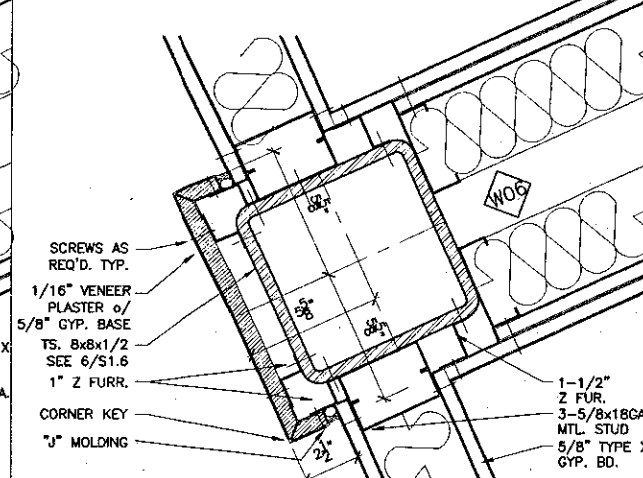 SCREWS AS
REQ'D. TYP.
1/16" VENEER
PLASTER o/
5/8" GYP. BASE
TS. 8x8x1/2
SEE 6/S1.6
1" Z FURR.
CORNER KEY
"J" MOLDING
W06
2½"
1-1/2"
Z FUR.
3-5/8x18GA
MTL. STUD
5/8" TYPE X
GYP. BD.
X
A.